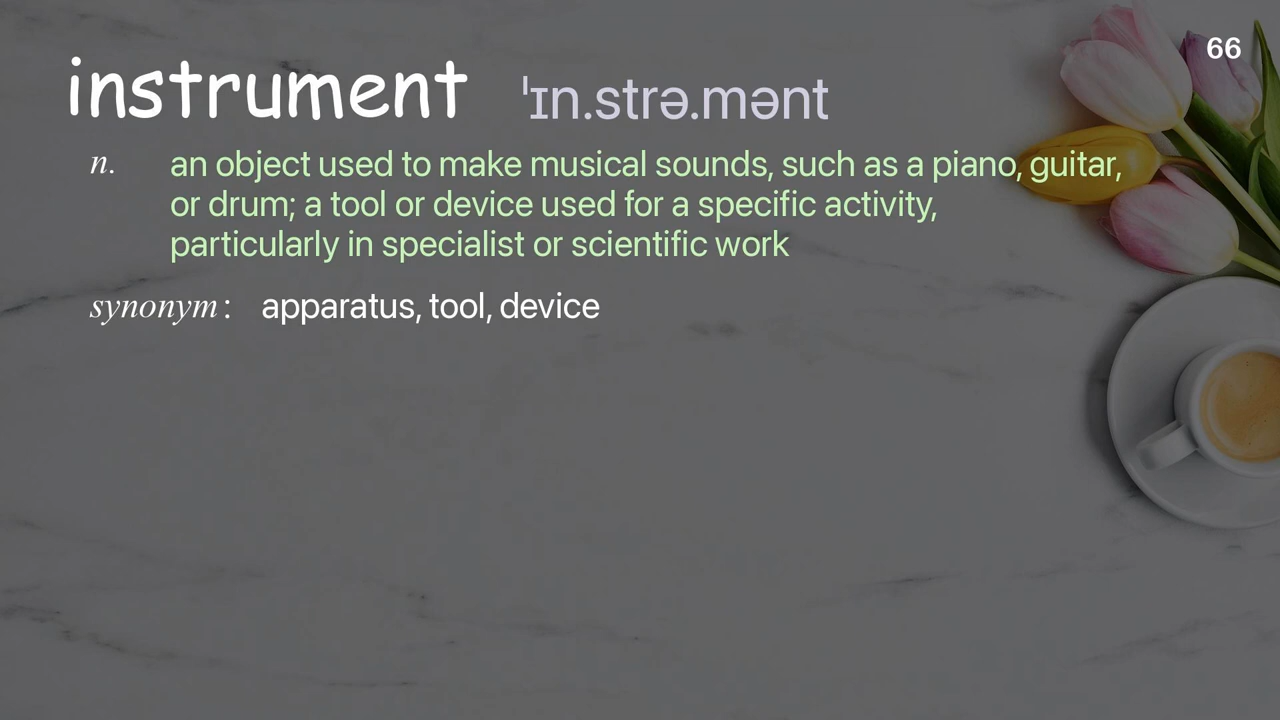 66
instrument ˈɪn.strə.mənt
n. an object used to make musical sounds, such as a piano, guitar,
or drum; a tool or device used for a specific activity,
particularly in specialist or scientific work
synonym: apparatus, tool, device